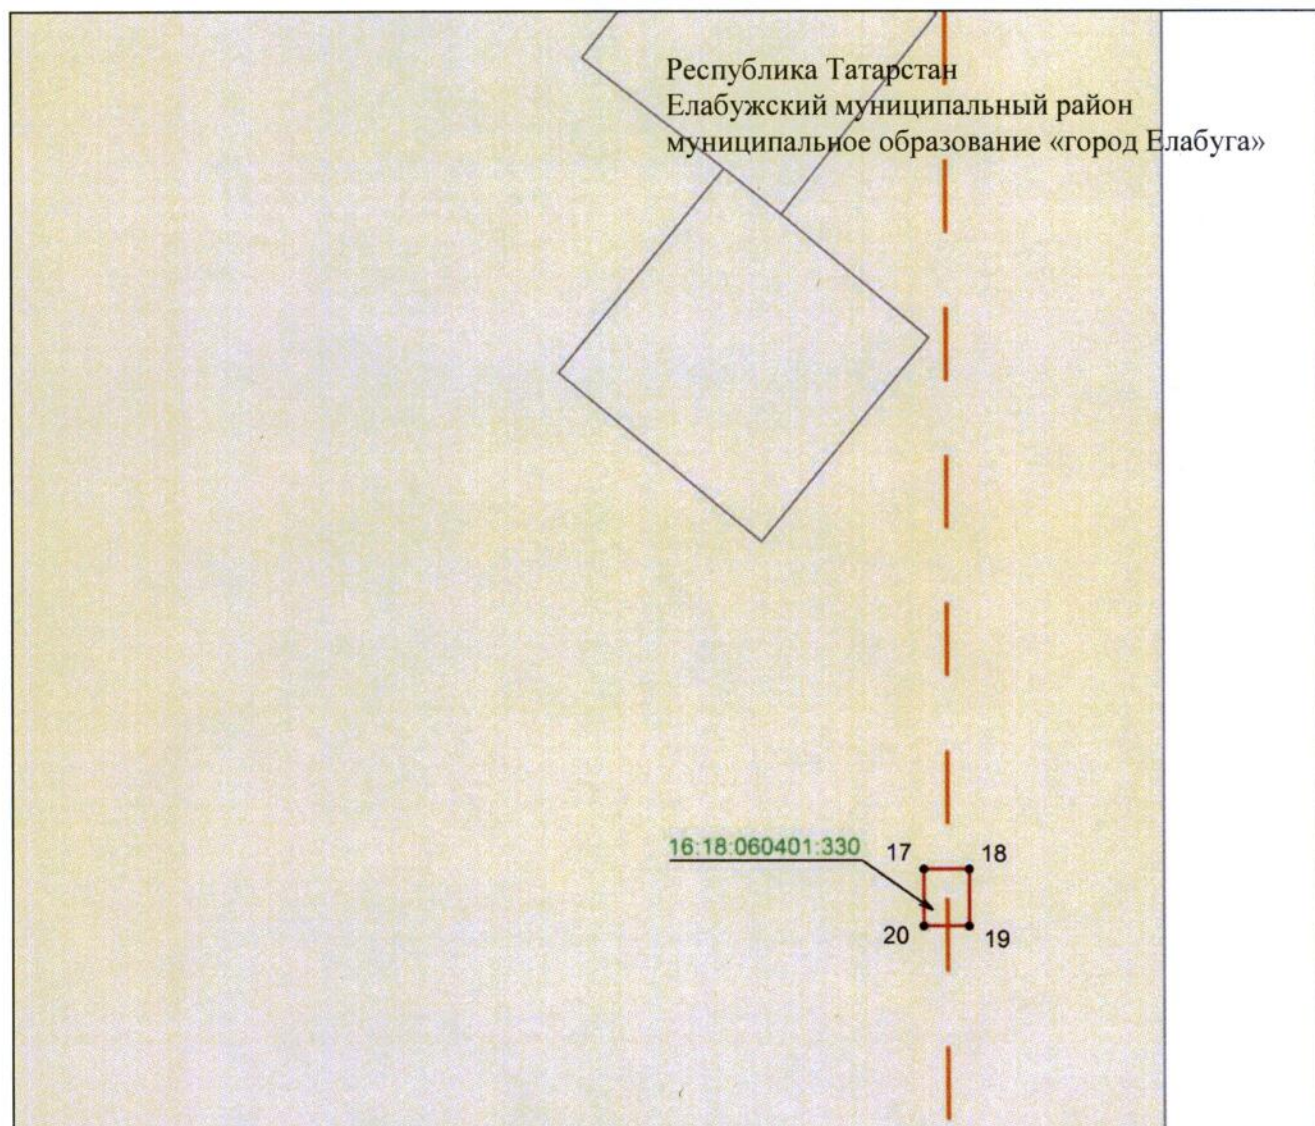 Республика Татарстан
Елабужский муниципальный район
муниципальное образование «город Елабуга»
16:18:060401:330
17
18
20
19